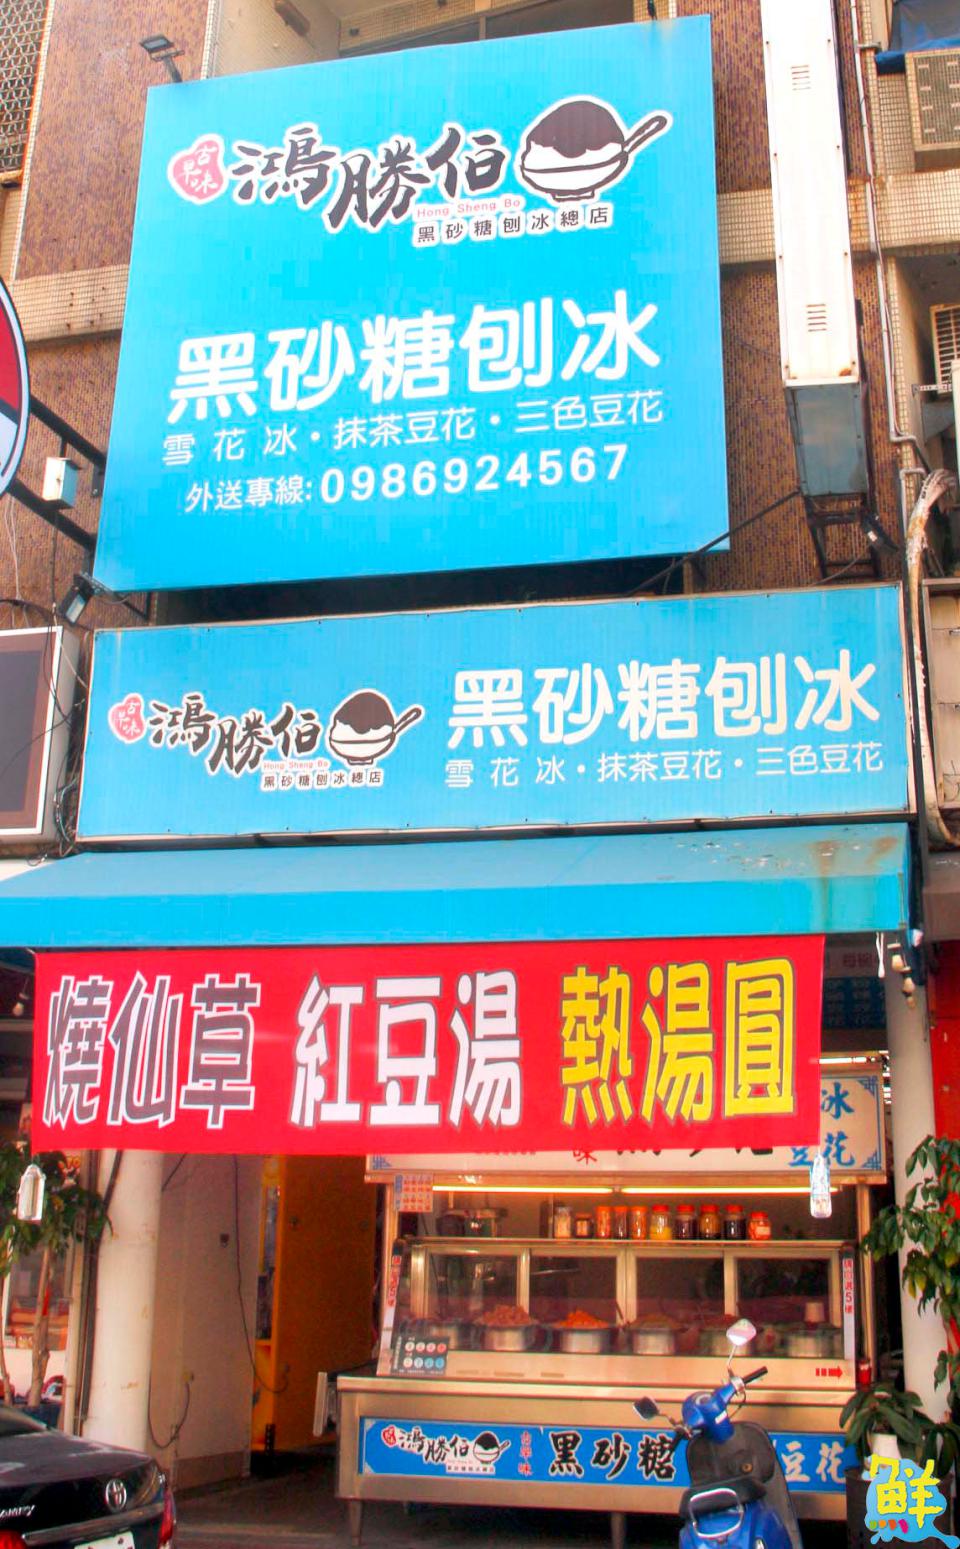 古早味
鴻勝伯
Hong Sheng Bo
黑砂糖刨冰總店
黑砂糖刨冰
雪花冰・抹茶豆花・三色豆花
外送專線:0986924567
古早味
鴻勝伯
Hong Sheng Bo
黑砂糖刨冰總店
黑砂糖刨冰
雪花冰・抹茶豆花・三色豆花
燒仙草 紅豆湯 熱湯圓
冰
味
豆花
鴻勝伯
古早味
黑砂糖
豆花
鮮